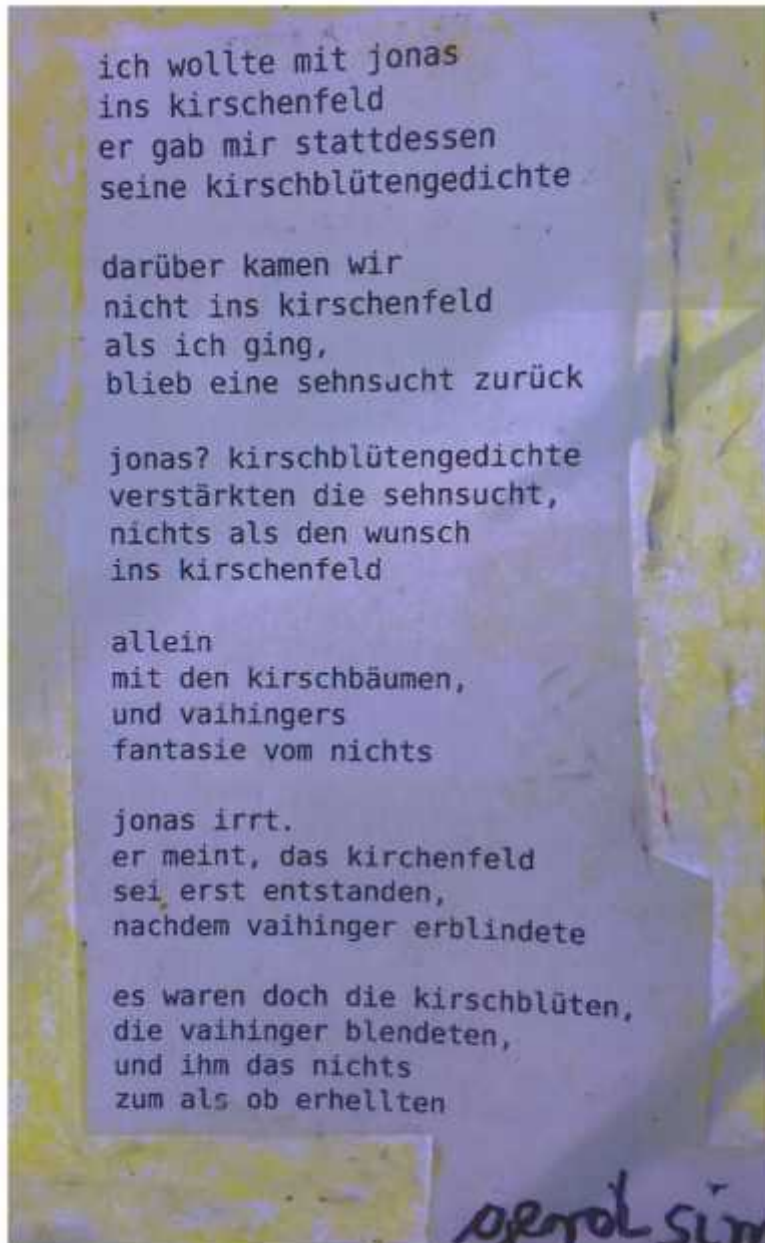 ich wollte mit jonas
ins kirschenfeld
er gab mir stattdessen
seine kirschblütengedichte
darüber kamen wir
nicht ins kirschenfeld
als ich ging,
blieb eine sehnsucht zurück
jonas? kirschblütengedichte
verstärkten die sehnsucht,
nichts als den wunsch
ins kirschenfeld
allein
mit den kirschbäumen,
und vaihingers
fantasie vom nichts
jonas irrt.
er meint, das kirchenfeld
sei erst entstanden,
nachdem vaihinger erblindete
es waren doch die kirschblüten,
die vaihinger blendeten,
und ihm das nichts
zum als ob erhellten